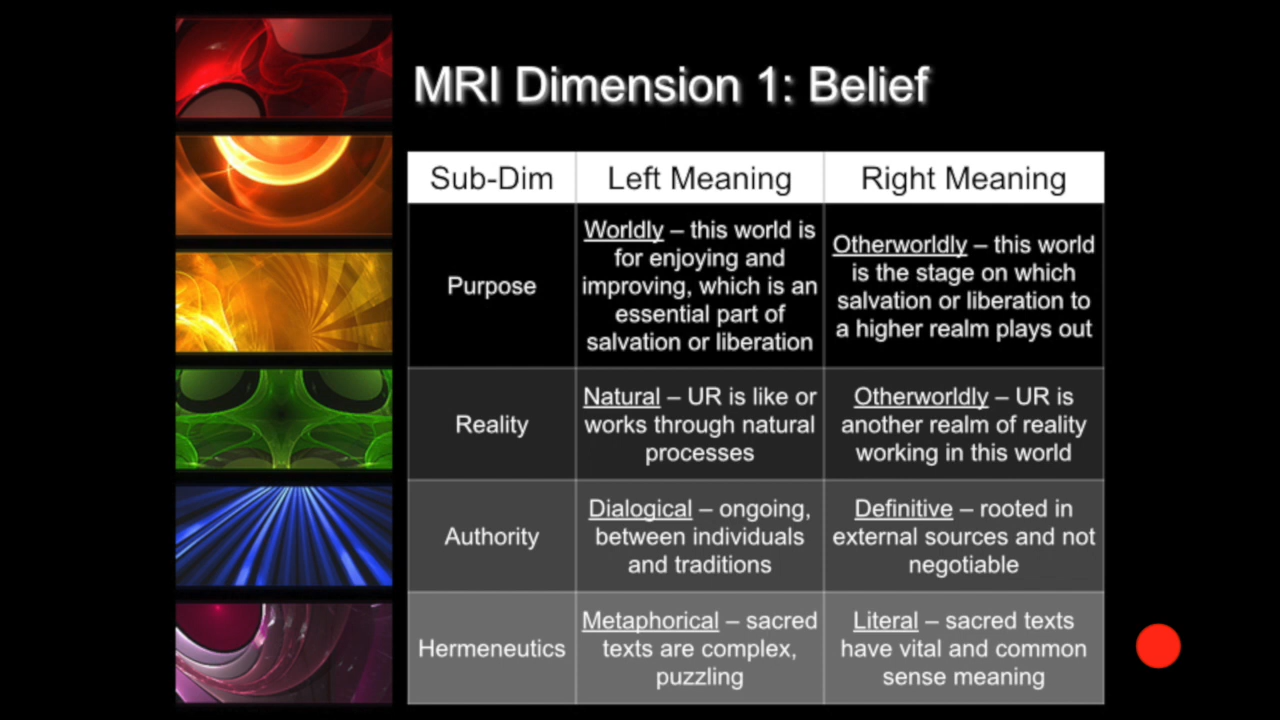 MRI Dimension 1: Belief
Sub-Dim
Left Meaning
Right Meaning
Purpose
Worldly – this world is
for enjoying and
improving, which is an
essential part of
salvation or liberation
Otherworldly – this world
is the stage on which
salvation or liberation to
a higher realm plays out
Reality
Natural – UR is like or
works through natural
processes
Otherworldly – UR is
another realm of reality
working in this world
Authority
Dialogical – ongoing,
between individuals
and traditions
Definitive – rooted in
external sources and not
negotiable
Hermeneutics
Metaphorical – sacred
texts are complex,
puzzling
Literal – sacred texts
have vital and common
sense meaning